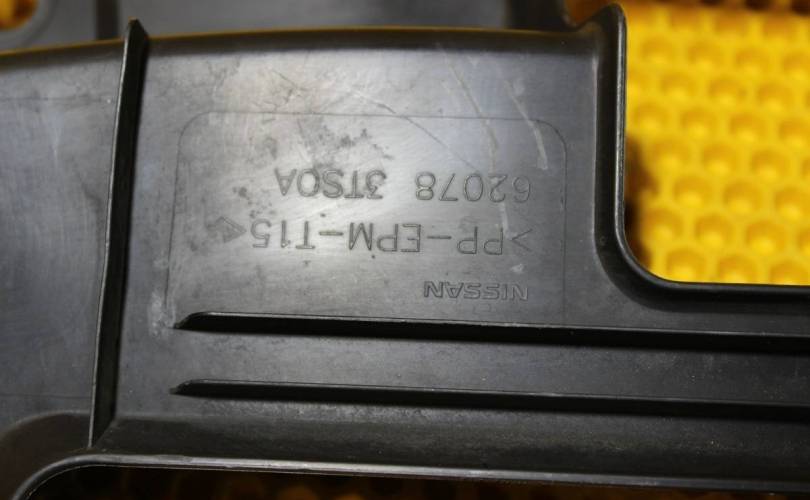 NISSAN
>PP-EPM-T15<
62078 3TS0A